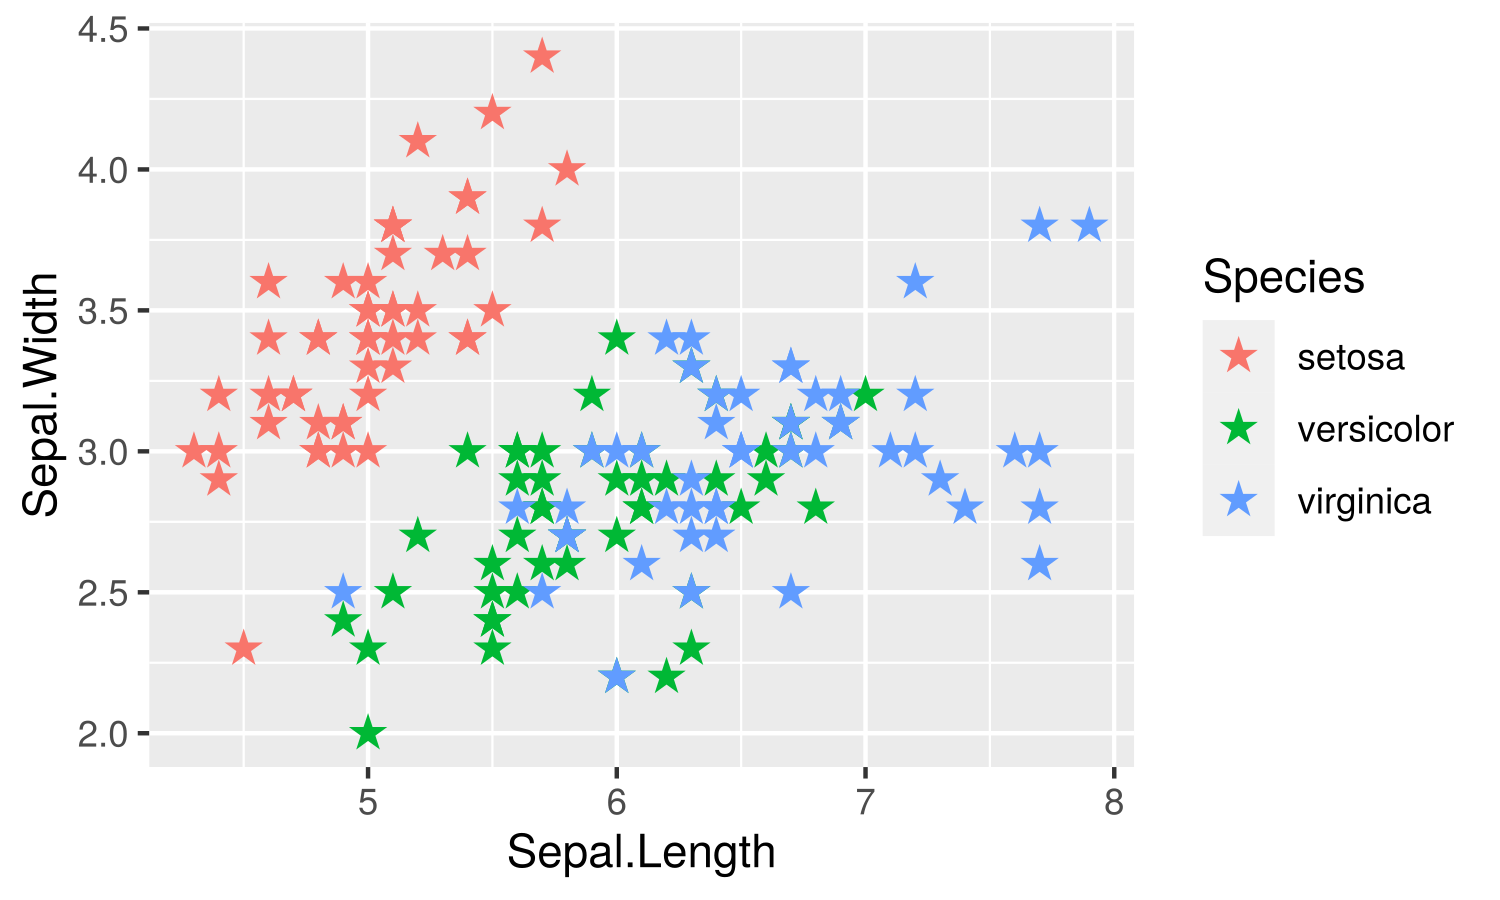 4.5
4.0
3.5
3.0
2.5
2.0
Sepal.Width
5 6 7 8
Sepal.Length
Species
setosa
versicolor
virginica